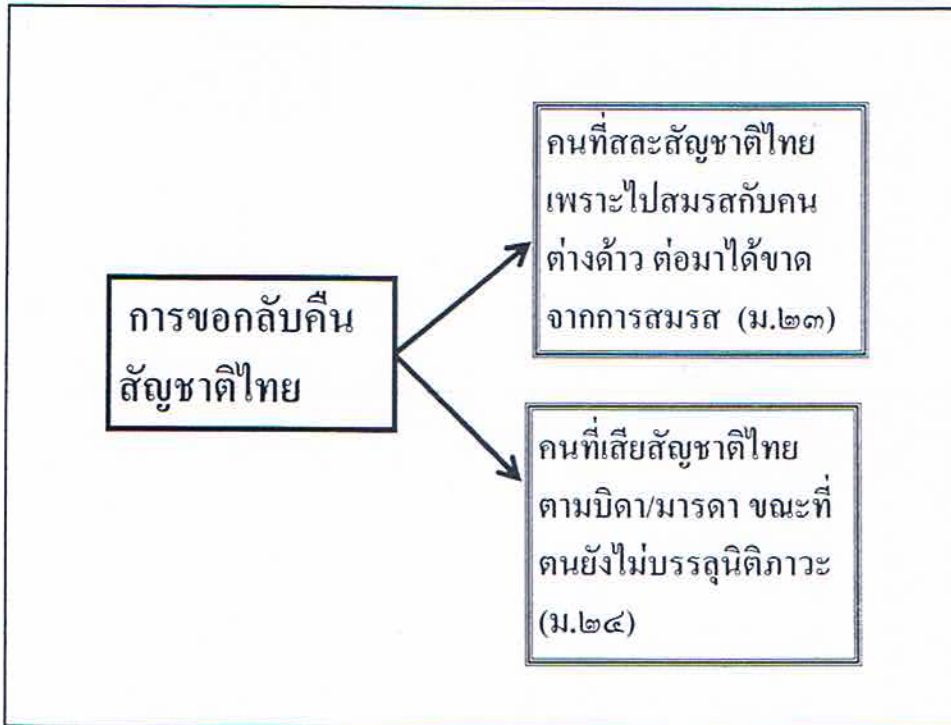 การขอกลับคืน
สัญชาติไทย
คนที่สละสัญชาติไทย
เพราะไปสมรสกับคน
ต่างด้าว ต่อมาได้ขาด
จากการสมรส (ม.๒๓)
คนที่เสียสัญชาติไทย
ตามบิดา/มารดา ขณะที่
ตนยังไม่บรรลุนิติภาวะ
(ม.๒๔)